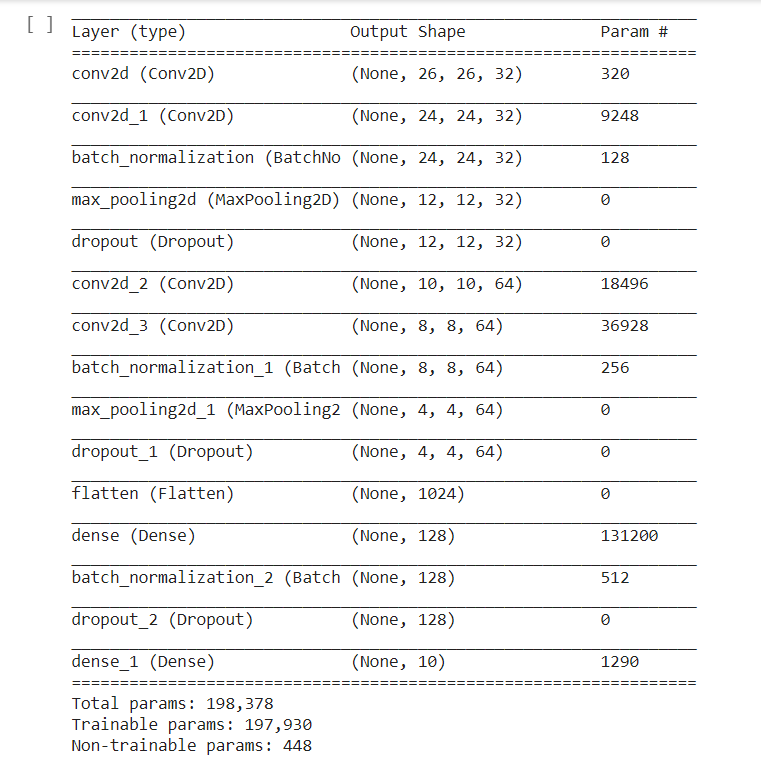 [ ]
Layer (type) Output Shape Param #
=================================================================
conv2d (Conv2D) (None, 26, 26, 32) 320
conv2d_1 (Conv2D) (None, 24, 24, 32) 9248
batch_normalization (BatchNo (None, 24, 24, 32) 128
max_pooling2d (MaxPooling2D) (None, 12, 12, 32) 0
dropout (Dropout) (None, 12, 12, 32) 0
conv2d_2 (Conv2D) (None, 10, 10, 64) 18496
conv2d_3 (Conv2D) (None, 8, 8, 64) 36928
batch_normalization_1 (Batch (None, 8, 8, 64) 256
max_pooling2d_1 (MaxPooling2 (None, 4, 4, 64) 0
dropout_1 (Dropout) (None, 4, 4, 64) 0
flatten (Flatten) (None, 1024) 0
dense (Dense) (None, 128) 131200
batch_normalization_2 (Batch (None, 128) 512
dropout_2 (Dropout) (None, 128) 0
dense_1 (Dense) (None, 10) 1290
=================================================================
Total params: 198,378
Trainable params: 197,930
Non-trainable params: 448